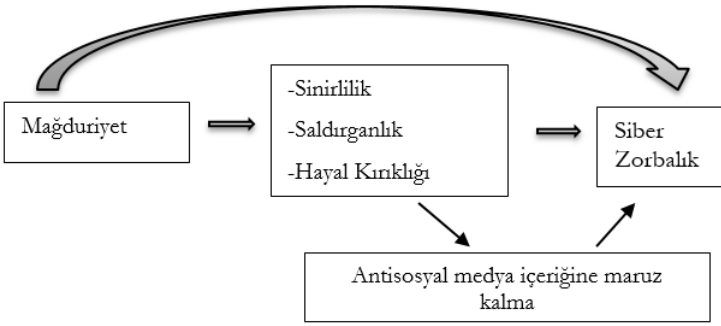 Mağduriyet
-Sinirlilik
-Saldırganlık
-Hayal Kırıklığı
Siber
Zorbalık
Antisosyal medya içeriğine maruz
kalma